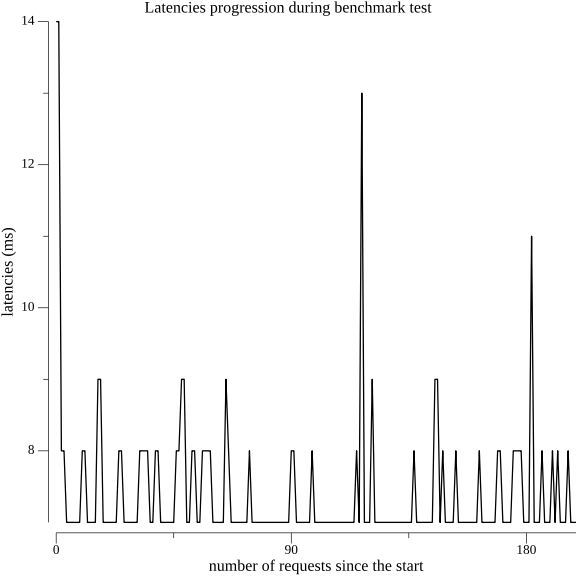 Latencies progression during benchmark test
14
12
10
8
latencies (ms)
0
90
180
number of requests since the start